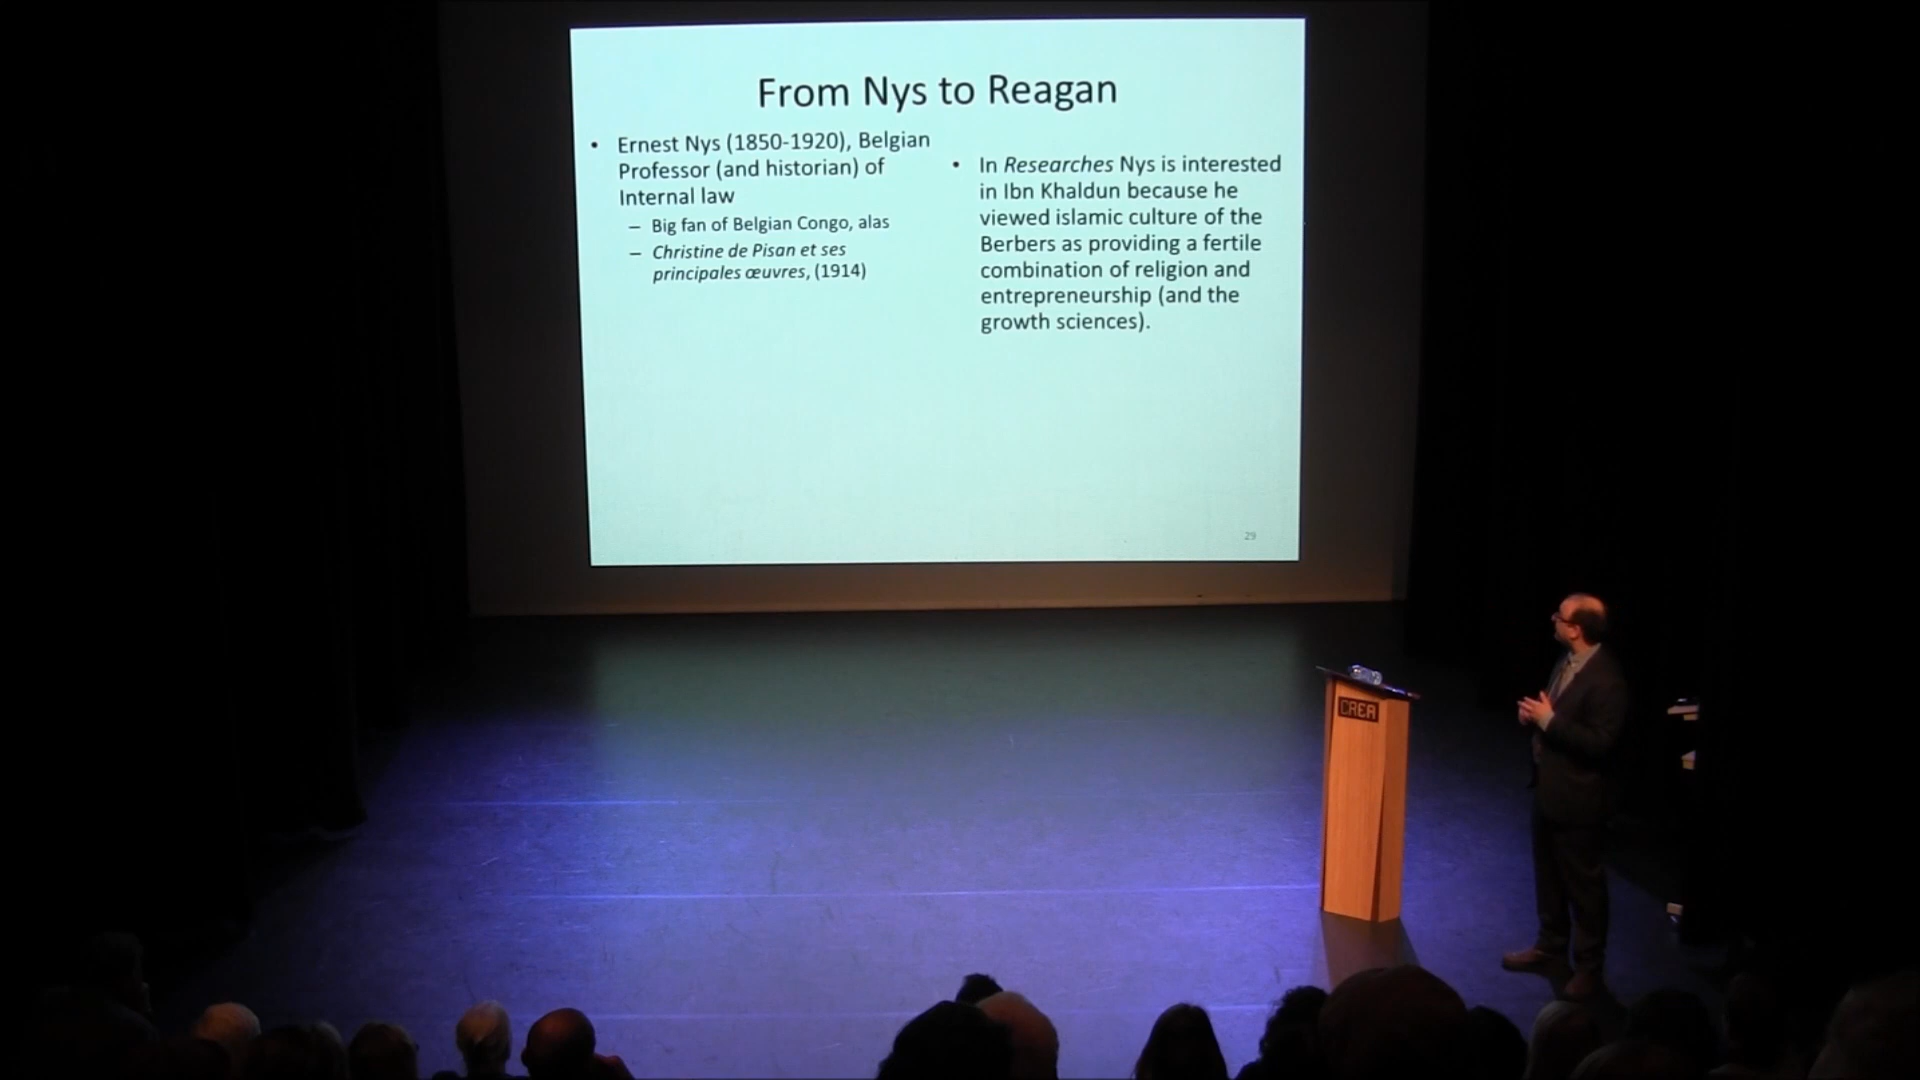 From Nys to Reagan
• Ernest Nys (1850-1920), Belgian
Professor (and historian) of
Internal law
– Big fan of Belgian Congo, alas
– Christine de Pisan et ses
principales œuvres, (1914)
• In Researches Nys is interested
in Ibn Khaldun because he
viewed islamic culture of the
Berbers as providing a fertile
combination of religion and
entrepreneurship (and the
growth sciences).
29
CREA